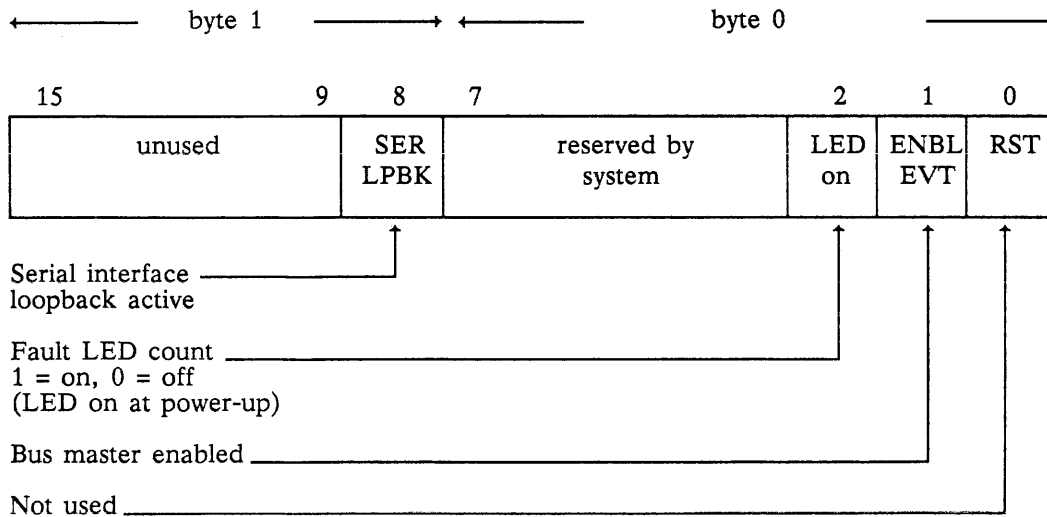 byte 1 byte 0
15 9 8 7 2 1 0
unused SER reserved by LED ENBL RST
LPBK system on EVT
Serial interface
loopback active
Fault LED count
1 = on, 0 = off
(LED on at power-up)
Bus master enabled
Not used